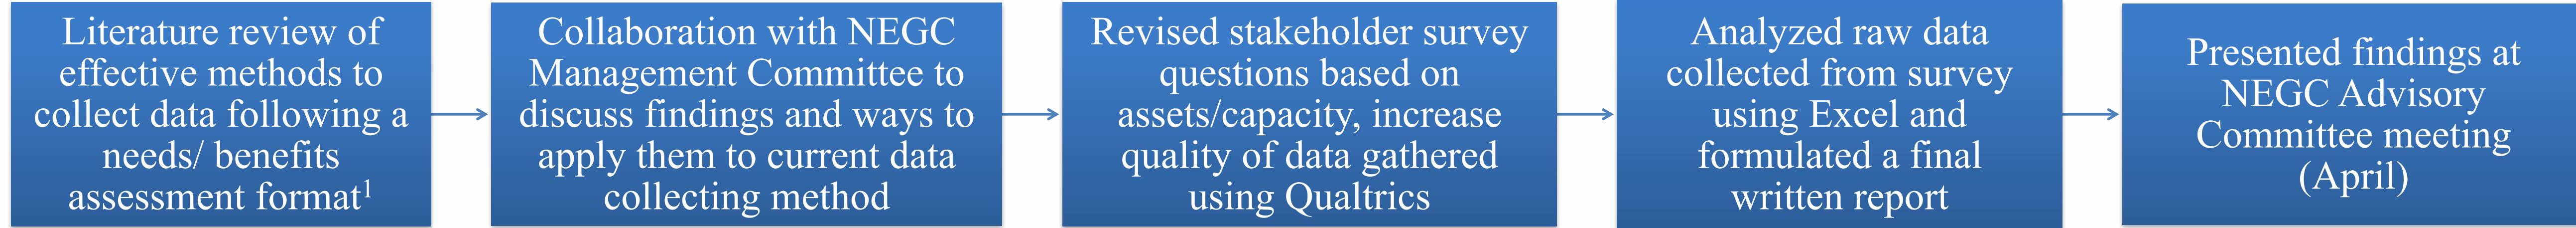 Literature review of
effective methods to
collect data following a
needs/ benefits
assessment format¹
Collaboration with NEGC
Management Committee to
discuss findings and ways to
apply them to current data
collecting method
Revised stakeholder survey
questions based on
assets/capacity, increase
quality of data gathered
using Qualtrics
Analyzed raw data
collected from survey
using Excel and
formulated a final
written report
Presented findings at
NEGC Advisory
Committee meeting
(April)